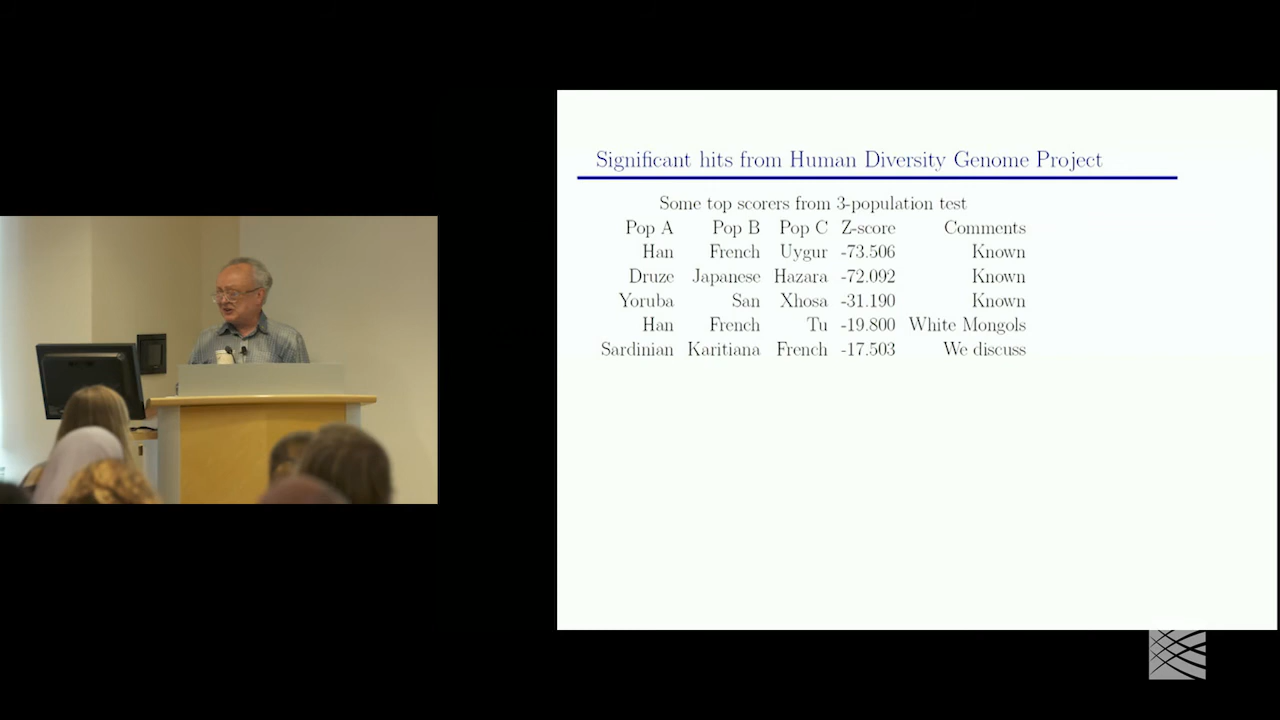 Significant hits from Human Diversity Genome Project
Some top scorers from 3-population test
Pop A Pop B Pop C Z-score Comments
Han French Uygur -73.506 Known
Druze Japanese Hazara -72.092 Known
Yoruba San Xhosa -31.190 Known
Han French Tu -19.800 White Mongols
Sardinian Karitiana French -17.503 We discuss